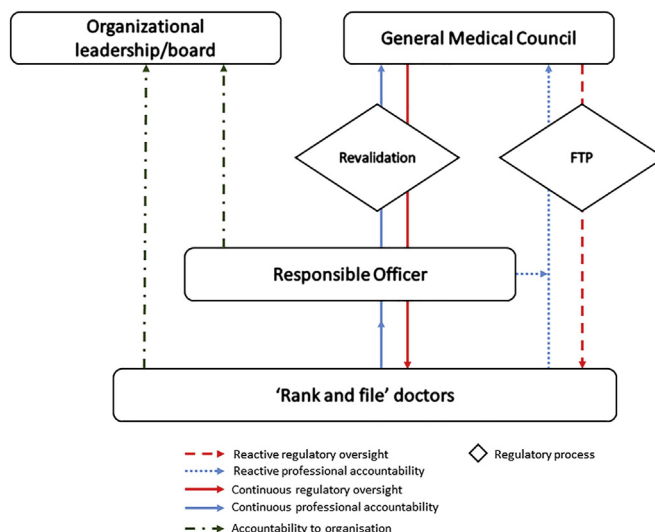 Organizational
leadership/board
General Medical Council
Revalidation
FTP
Responsible Officer
‘Rank and file’ doctors
Reactive regulatory oversight
Regulatory process
Reactive professional accountability
Continuous regulatory oversight
Continuous professional accountability
Accountability to organisation